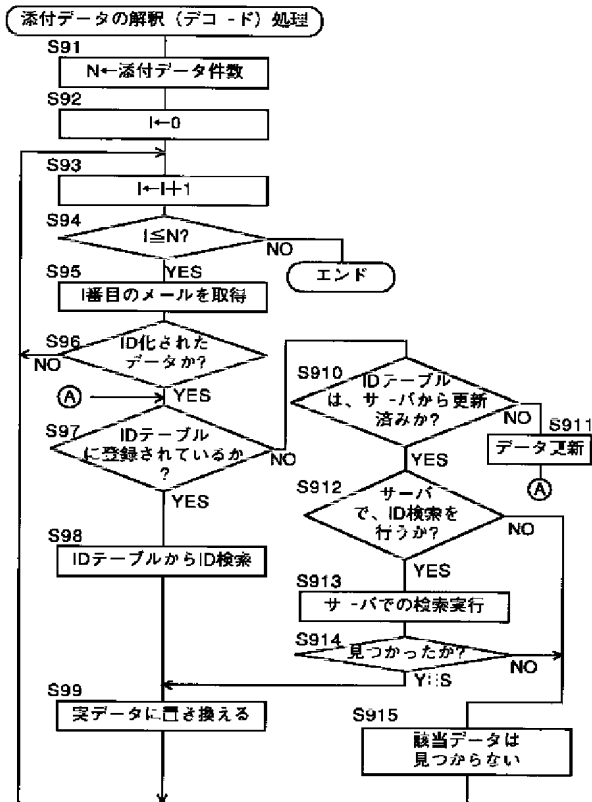 添付データの解釈（デコード）処理
S91
N←添付データ件数
S92
I←0
S93
I←I+1
S94
I≦N?
NO
エンド
YES
S95
I番目のメールを取得
S96
ID化された
データか?
NO
YES
A
S97
IDテーブル
に登録されているか
?
NO
YES
S98
IDテーブルからID検索
S99
実データに置き換える
S910
IDテーブル
は、サーバから更新
済みか?
NO
S911
データ更新
A
YES
S912
サーバ
で、ID検索を
行うか?
NO
YES
S913
サーバでの検索実行
S914
見つかったか?
NO
YES
S915
該当データは
見つからない